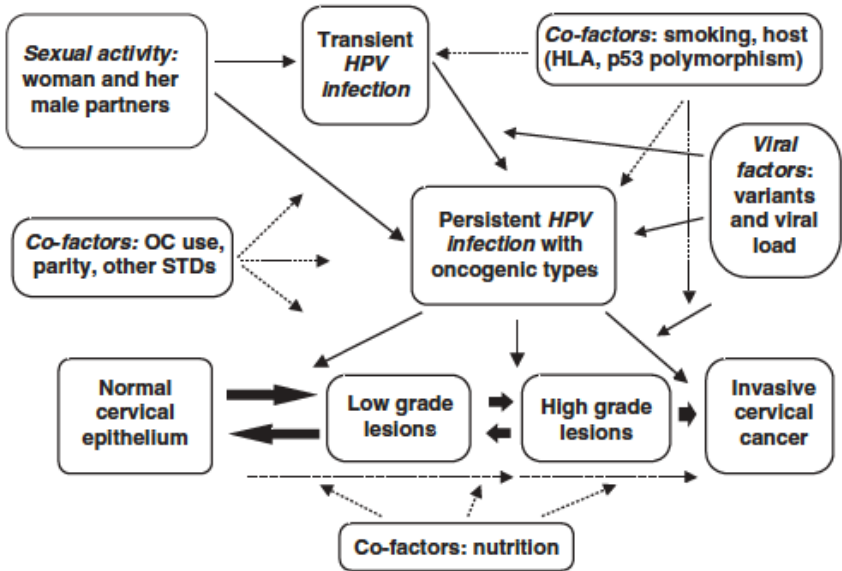 Sexual activity:
woman and her
male partners
Transient
HPV
infection
Co-factors: smoking, host
(HLA, p53 polymorphism)
Viral
factors:
variants
and viral
load
Co-factors: OC use,
parity, other STDs
Persistent HPV
infection with
oncogenic types
Normal
cervical
epithelium
Low grade
lesions
High grade
lesions
Invasive
cervical
cancer
Co-factors: nutrition